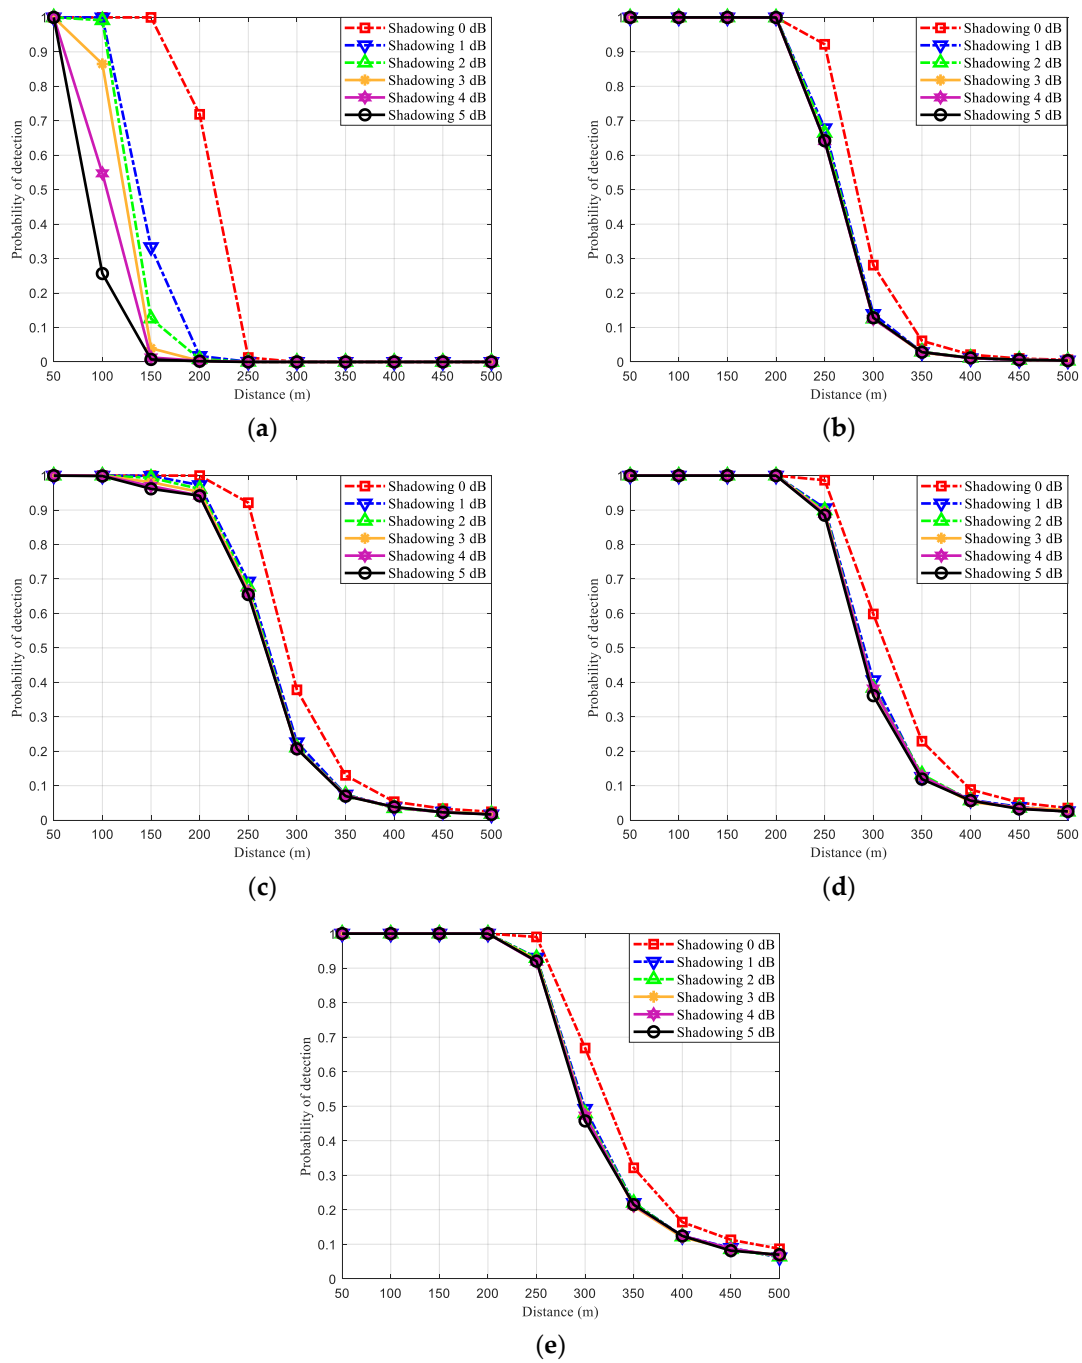 1
0.9
0.8
0.7
0.6
0.5
0.4
0.3
0.2
0.1
0
Probability of detection
50 100 150 200 250 300 350 400 450 500
Distance (m)
Shadowing 0 dB
Shadowing 1 dB
Shadowing 2 dB
Shadowing 3 dB
Shadowing 4 dB
Shadowing 5 dB
(a)
1
0.9
0.8
0.7
0.6
0.5
0.4
0.3
0.2
0.1
0
Probability of detection
50 100 150 200 250 300 350 400 450 500
Distance (m)
Shadowing 0 dB
Shadowing 1 dB
Shadowing 2 dB
Shadowing 3 dB
Shadowing 4 dB
Shadowing 5 dB
(b)
1
0.9
0.8
0.7
0.6
0.5
0.4
0.3
0.2
0.1
0
Probability of detection
50 100 150 200 250 300 350 400 450 500
Distance (m)
Shadowing 0 dB
Shadowing 1 dB
Shadowing 2 dB
Shadowing 3 dB
Shadowing 4 dB
Shadowing 5 dB
(c)
1
0.9
0.8
0.7
0.6
0.5
0.4
0.3
0.2
0.1
0
Probability of detection
50 100 150 200 250 300 350 400 450 500
Distance (m)
Shadowing 0 dB
Shadowing 1 dB
Shadowing 2 dB
Shadowing 3 dB
Shadowing 4 dB
Shadowing 5 dB
(d)
1
0.9
0.8
0.7
0.6
0.5
0.4
0.3
0.2
0.1
0
Probability of detection
50 100 150 200 250 300 350 400 450 500
Distance (m)
Shadowing 0 dB
Shadowing 1 dB
Shadowing 2 dB
Shadowing 3 dB
Shadowing 4 dB
Shadowing 5 dB
(e)